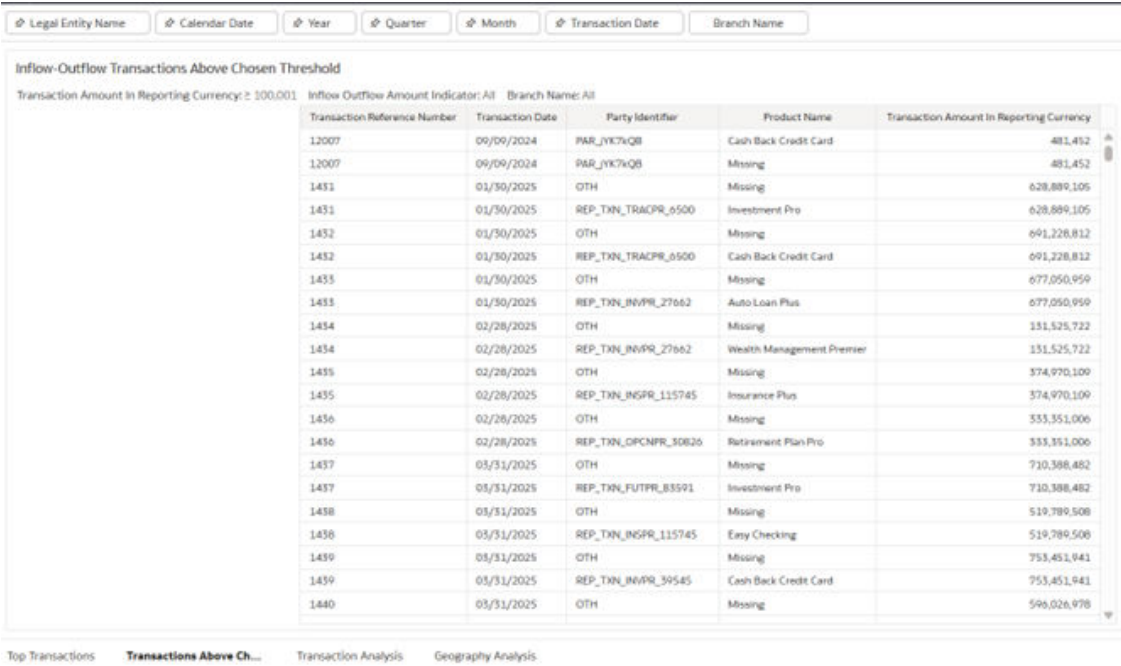 Legal Entity Name Calendar Date Year Quarter Month Transaction Date Branch Name
Inflow-Outflow Transactions Above Chosen Threshold
Transaction Amount In Reporting Currency: ≥ 100,001 Inflow Outflow Amount Indicator: All Branch Name: All
Transaction Reference Number Transaction Date Party Identifier Product Name Transaction Amount In Reporting Currency
12007 09/09/2024 PAR_jYK7kQB Cash Back Credit Card 481,452
12007 09/09/2024 PAR_jYK7kQB Missing 481,452
1431 01/30/2025 OTH Missing 628,889,105
1431 01/30/2025 REP_TXN_TRACPR_6500 Investment Pro 628,889,105
1432 01/30/2025 OTH Missing 691,228,812
1432 01/30/2025 REP_TXN_TRACPR_6500 Cash Back Credit Card 691,228,812
1433 01/30/2025 OTH Missing 677,050,959
1433 01/30/2025 REP_TXN_INVPR_27662 Auto Loan Plus 677,050,959
1434 02/28/2025 OTH Missing 131,525,722
1434 02/28/2025 REP_TXN_INVPR_27662 Wealth Management Premier 131,525,722
1435 02/28/2025 OTH Missing 374,970,109
1435 02/28/2025 REP_TXN_INSPR_115745 Insurance Plus 374,970,109
1436 02/28/2025 OTH Missing 333,351,006
1436 02/28/2025 REP_TXN_OPCNPR_30826 Retirement Plan Pro 333,351,006
1437 03/31/2025 OTH Missing 710,388,482
1437 03/31/2025 REP_TXN_FUTPR_83591 Investment Pro 710,388,482
1438 03/31/2025 OTH Missing 519,789,508
1438 03/31/2025 REP_TXN_INSPR_115745 Easy Checking 519,789,508
1439 03/31/2025 OTH Missing 753,451,941
1439 03/31/2025 REP_TXN_INVPR_39545 Cash Back Credit Card 753,451,941
1440 03/31/2025 OTH Missing 596,026,978
Top Transactions Transactions Above Ch... Transaction Analysis Geography Analysis